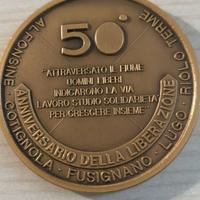 50°
"ATTRAVERSATO IL FIUME
UOMINI LIBERI
INDICARONO LA VIA
LAVORO STUDIO SOLIDARIETA'
PER CRESCERE INSIEME"
ANNIVERSARIO DELLA LIBERAZIONE
ALFONSINE COTIGNOLA - FUSIGNANO - LUGO - RIOLO TERME